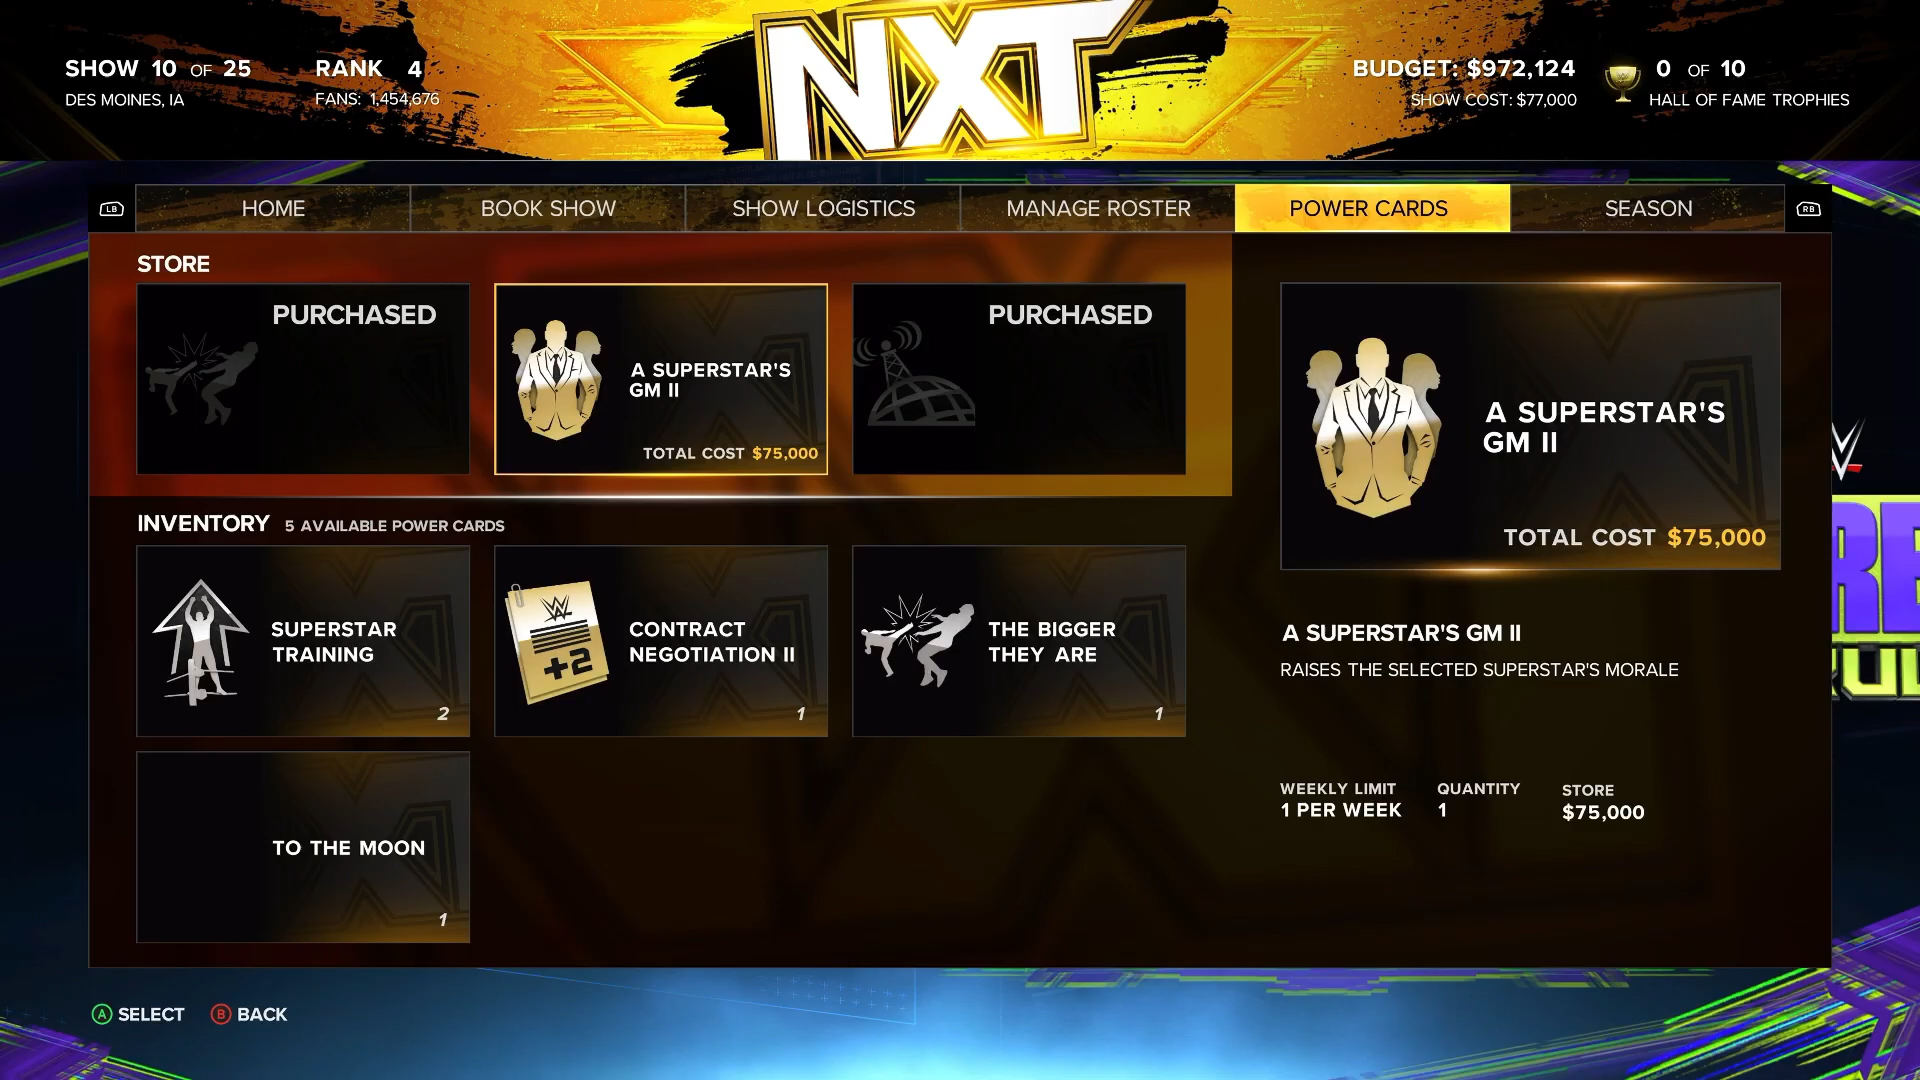 NXT
SHOW 10 OF 25
DES MOINES, IA
RANK 4
FANS: 1,454,676
BUDGET: $972,124
SHOW COST: $77,000
0 OF 10
HALL OF FAME TROPHIES
LB
HOME
BOOK SHOW
SHOW LOGISTICS
MANAGE ROSTER
POWER CARDS
SEASON
RB
STORE
PURCHASED
A SUPERSTAR'S
GM II
TOTAL COST $75,000
PURCHASED
INVENTORY 5 AVAILABLE POWER CARDS
SUPERSTAR
TRAINING
2
+2
CONTRACT
NEGOTIATION II
1
THE BIGGER
THEY ARE
1
TO THE MOON
1
A SUPERSTAR'S
GM II
TOTAL COST $75,000
A SUPERSTAR'S GM II
RAISES THE SELECTED SUPERSTAR'S MORALE
WEEKLY LIMIT
1 PER WEEK
QUANTITY
1
STORE
$75,000
A SELECT
B BACK